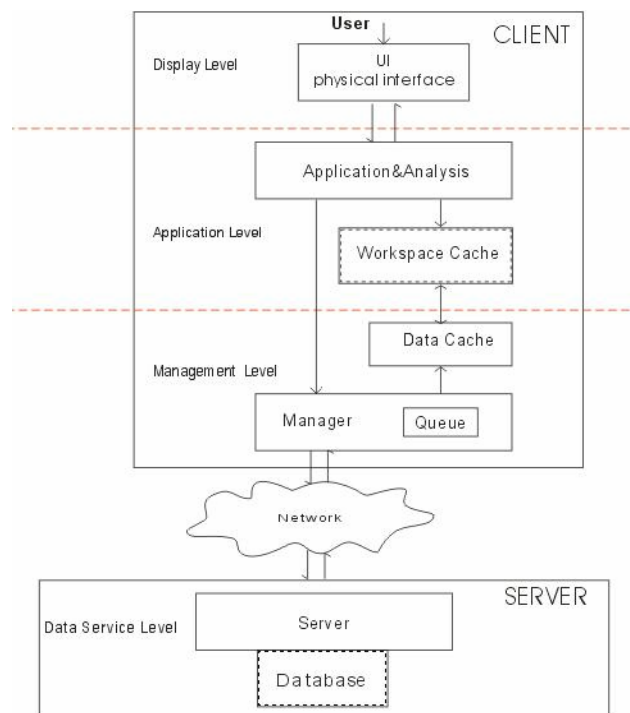 User
CLIENT
Display Level
UI
physical interface
Application&Analysis
Application Level
Workspace Cache
Data Cache
Management Level
Manager
Queue
Network
SERVER
Data Service Level
Server
Database